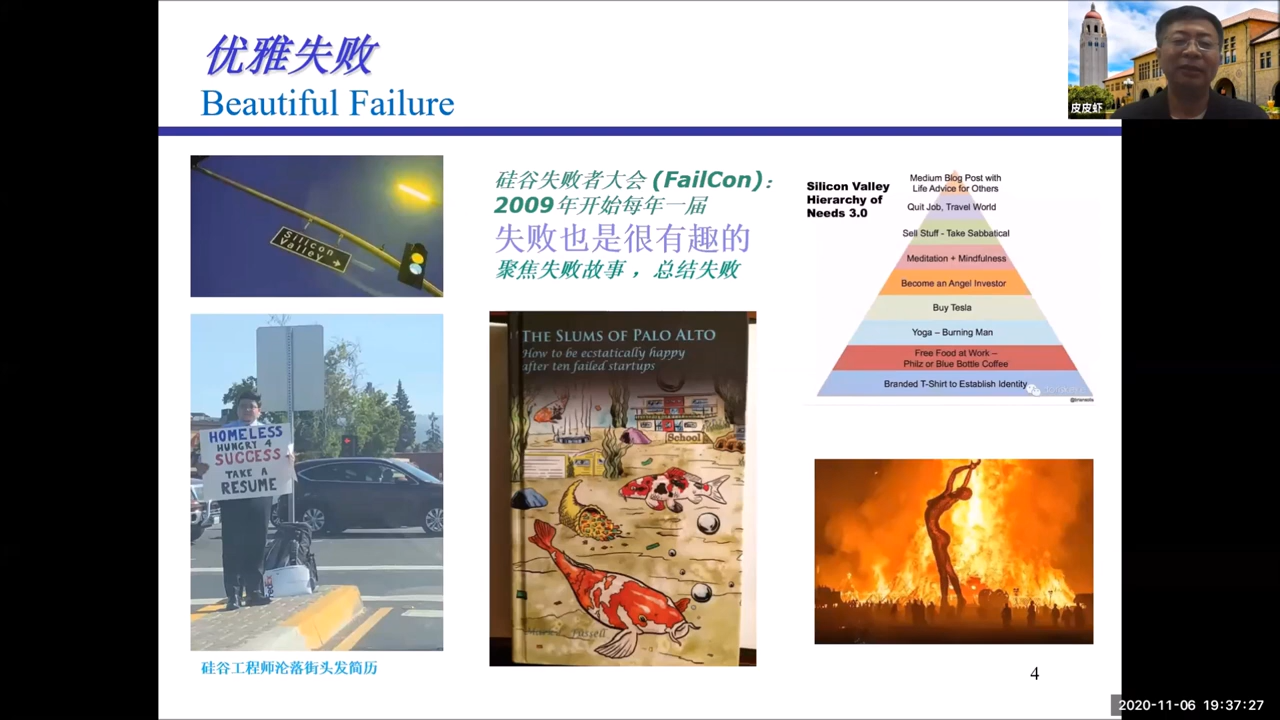 优雅失败
Beautiful Failure
皮皮虾
Silicon
Valley
硅谷失败者大会 (FailCon)：
2009年开始每年一届
失败也是很有趣的
聚焦失败故事，总结失败
Silicon Valley
Hierarchy of
Needs 3.0
Medium Blog Post with
Life Advice for Others
Quit Job, Travel World
Sell Stuff - Take Sabbatical
Meditation + Mindfulness
Become an Angel Investor
Buy Tesla
Yoga – Burning Man
Free Food at Work –
Philz or Blue Bottle Coffee
Branded T-Shirt to Establish Identity
HOMELESS
HUNGRY 4
SUCCESS
TAKE A
RESUME
THE SLUMS OF PALO ALTO
How to be ecstatically happy
after ten failed startups
School
硅谷工程师沦落街头发简历
4
2020-11-06 19:37:27